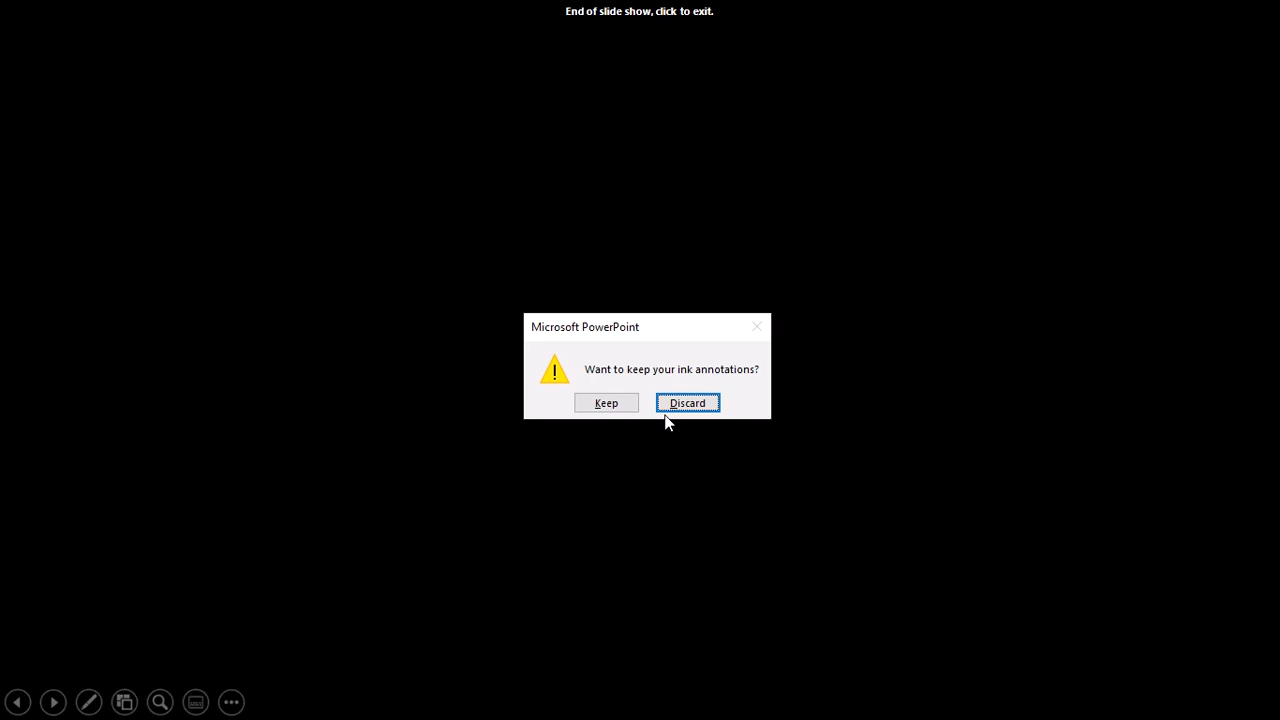 End of slide show, click to exit.
Microsoft PowerPoint
Want to keep your ink annotations?
Keep Discard